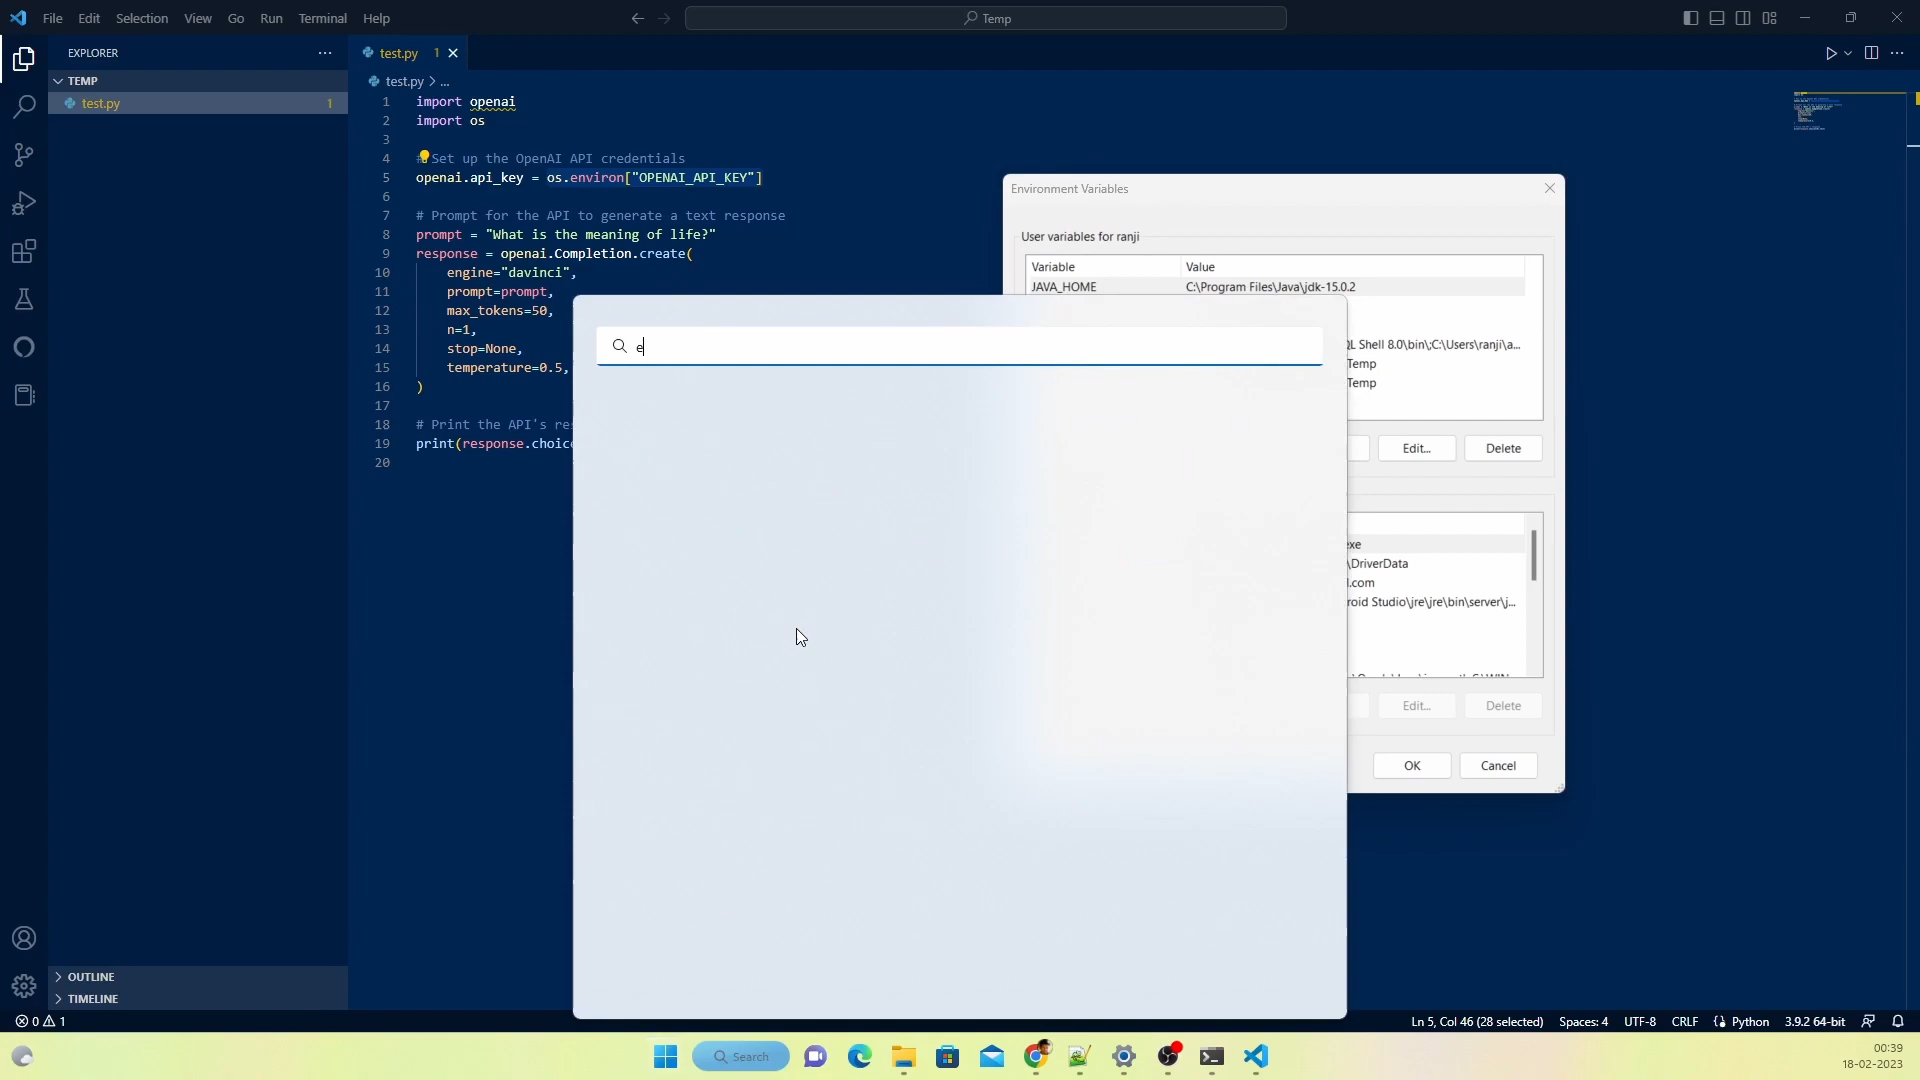 File Edit Selection View Go Run Terminal Help
Temp
EXPLORER
TEMP
test.py 1
test.py 1
test.py > ...
1 import openai
2 import os
3
4 # Set up the OpenAI API credentials
5 openai.api_key = os.environ["OPENAI_API_KEY"]
6
7 # Prompt for the API to generate a text response
8 prompt = "What is the meaning of life?"
9 response = openai.Completion.create(
10 engine="davinci",
11 prompt=prompt,
12 max_tokens=50,
13 n=1,
14 stop=None,
15 temperature=0.5,
16 )
17
18 # Print the API's res
19 print(response.choice
20
e
Environment Variables
User variables for ranji
Variable Value
JAVA_HOME C:\Program Files\Java\jdk-15.0.2
QL Shell 8.0\bin\;C:\Users\ranji\a...
Temp
Temp
Edit... Delete
exe
\DriverData
l.com
roid Studio\jre\jre\bin\server\j...
Edit... Delete
OK Cancel
OUTLINE
TIMELINE
0 1
Ln 5, Col 46 (28 selected) Spaces: 4 UTF-8 CRLF Python 3.9.2 64-bit
Search
00:39
18-02-2023